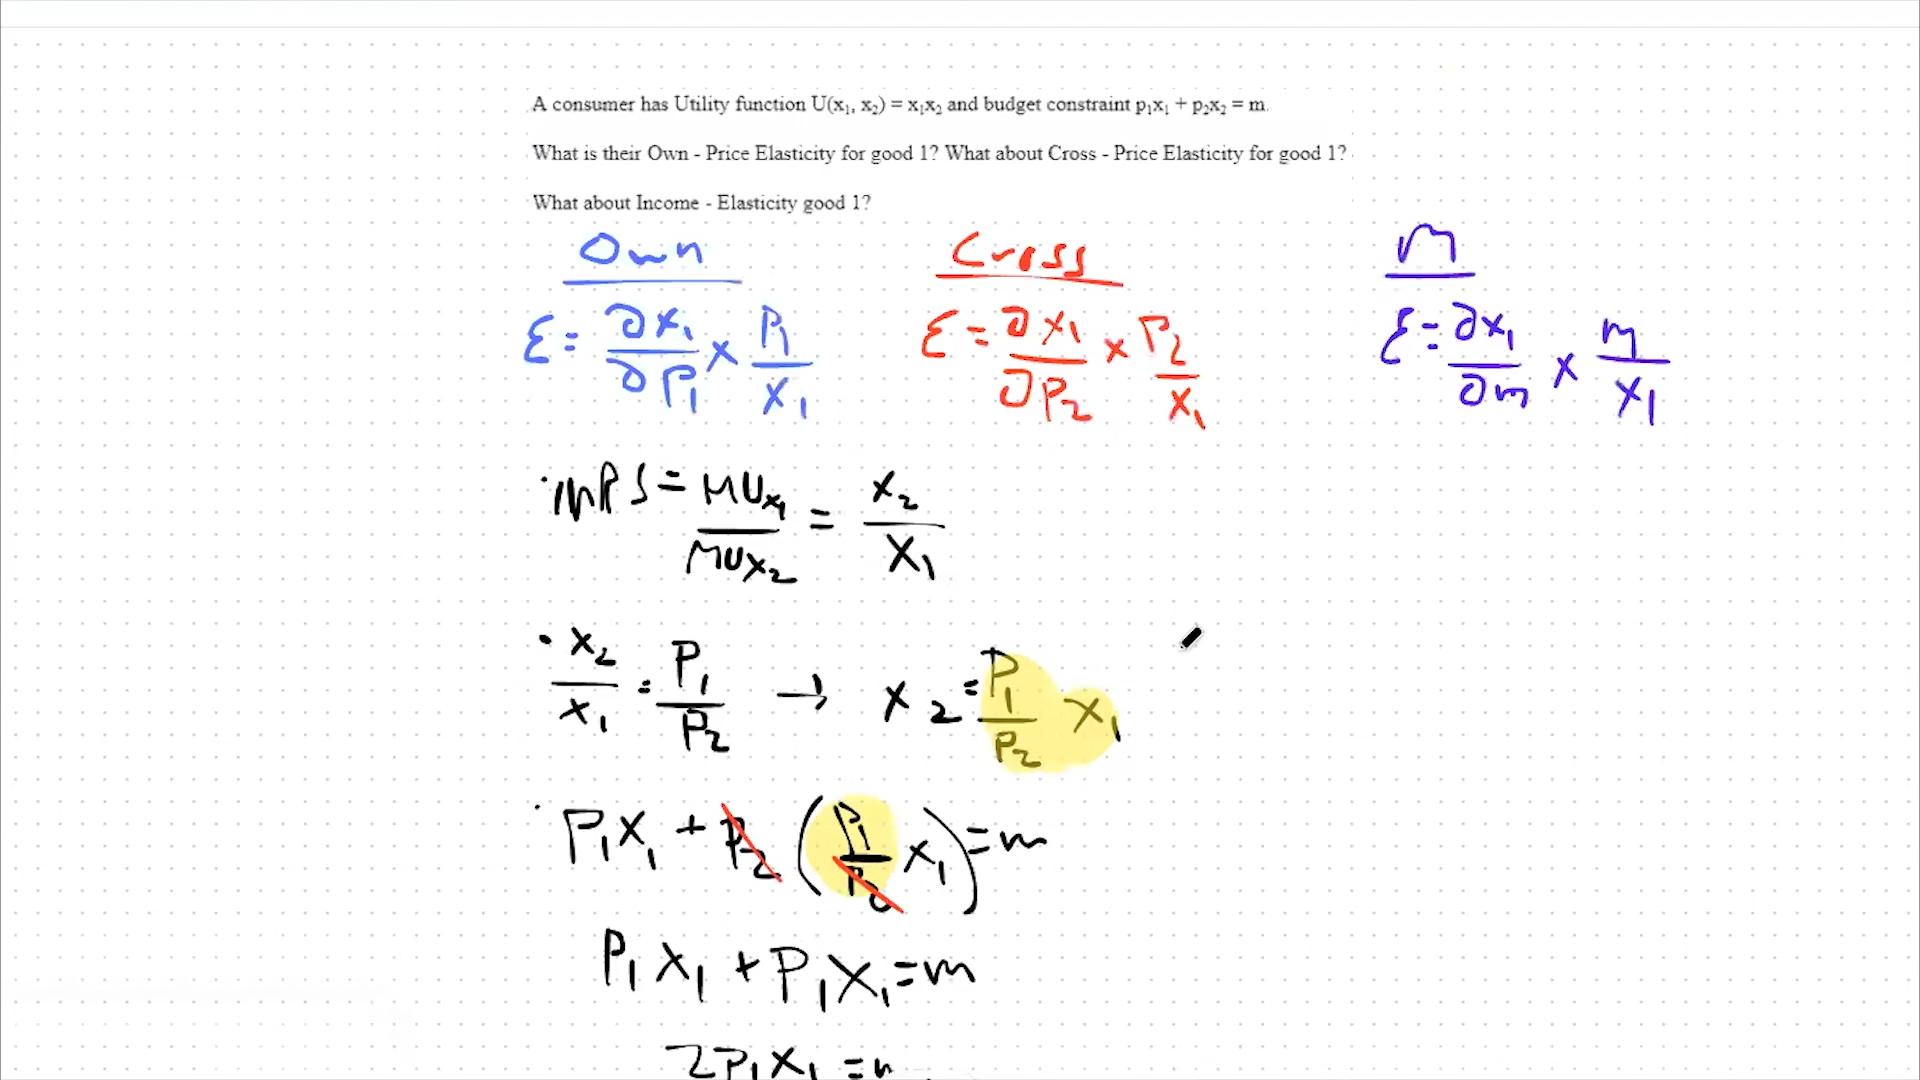 A consumer has Utility function U(x₁, x₂) = x₁x₂ and budget constraint p₁x₁ + p₂x₂ = m.
What is their Own - Price Elasticity for good 1? What about Cross - Price Elasticity for good 1?
What about Income - Elasticity good 1?
Own
Cross
m
ε = ∂x₁/∂P₁ × P₁/x₁
ε = ∂x₁/∂P₂ × P₂/x₁
ε = ∂x₁/∂m × m/x₁
· MRS = MUx₁/MUx₂ = x₂/x₁
· x₂/x₁ = P₁/P₂ → x₂ = P₁/P₂ x₁
· P₁x₁ + P₂ (P₁/P₂ x₁) = m
P₁x₁ + P₁x₁ = m
2P₁x₁ = m